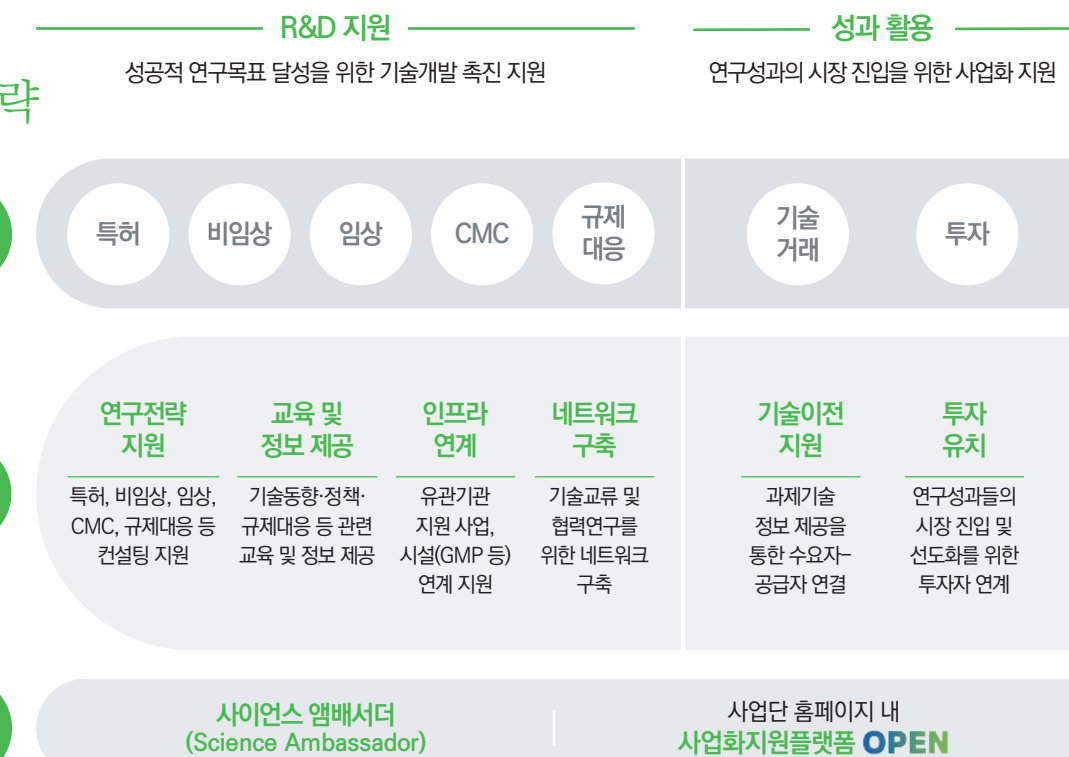 R&D 지원
성과 활용
성공적 연구목표 달성을 위한 기술개발 촉진 지원
연구성과의 시장 진입을 위한 사업화 지원
략
특허
비임상
임상
CMC
규제
대응
기술
거래
투자
연구전략
지원
특허, 비임상, 임상,
CMC, 규제대응 등
컨설팅 지원
교육 및
정보 제공
기술동향·정책·
규제대응 등 관련
교육 및 정보 제공
인프라
연계
유관기관
지원 사업,
시설(GMP 등)
연계 지원
네트워크
구축
기술교류 및
협력연구를
위한 네트워크
구축
기술이전
지원
과제기술
정보 제공을
통한 수요자–
공급자 연결
투자
유치
연구성과들의
시장 진입 및
선도화를 위한
투자자 연계
사이언스 앰배서더
(Science Ambassador)
사업단 홈페이지 내
사업화지원플랫폼 OPEN